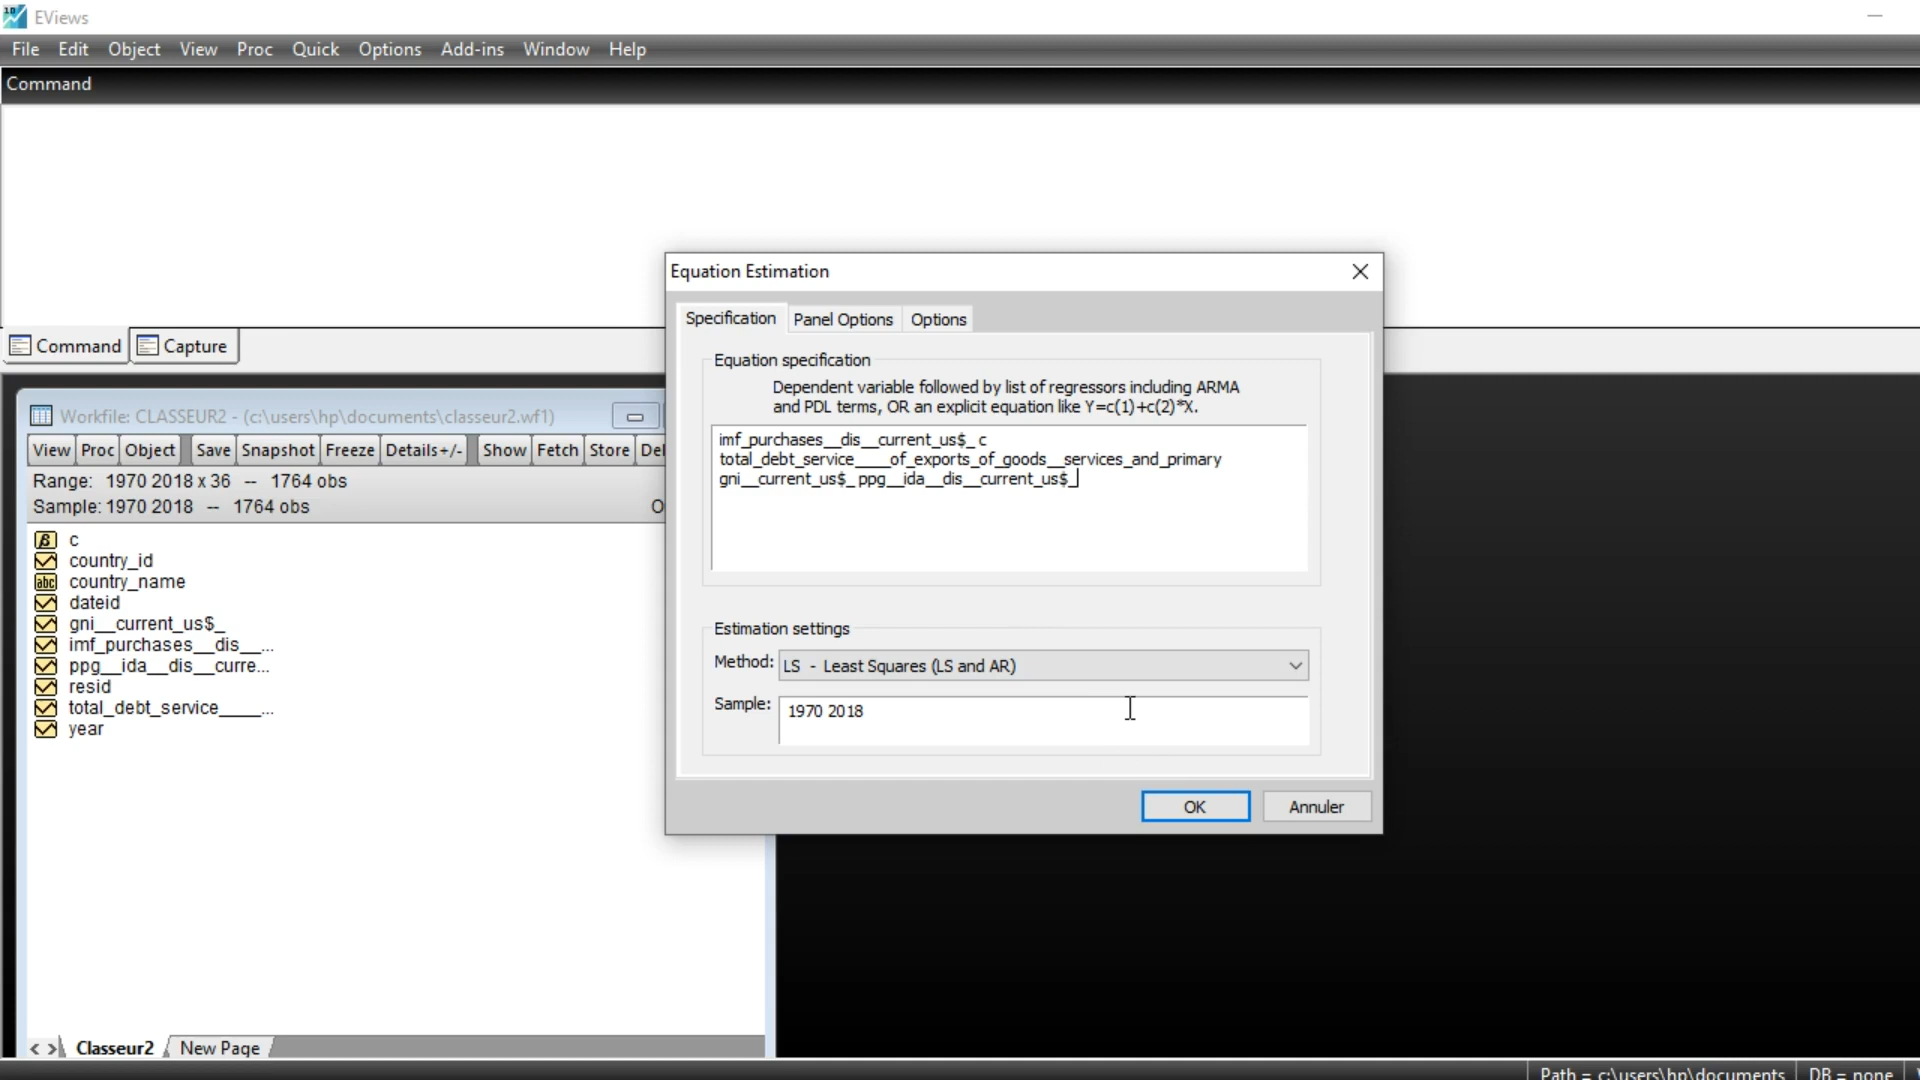 EViews
File Edit Object View Proc Quick Options Add-ins Window Help
Command
Command Capture
Workfile: CLASSEUR2 - (c:\users\hp\documents\classeur2.wf1)
View Proc Object Save Snapshot Freeze Details+/- Show Fetch Store Del
Range: 1970 2018 x 36 -- 1764 obs
Sample: 1970 2018 -- 1764 obs
β c
country_id
abc country_name
dateid
gni__current_us$_
imf_purchases__dis__...
ppg__ida__dis__curre...
resid
total_debt_service____...
year
< > Classeur2 New Page
Equation Estimation
Specification Panel Options Options
Equation specification
Dependent variable followed by list of regressors including ARMA
and PDL terms, OR an explicit equation like Y=c(1)+c(2)*X.
imf_purchases__dis__current_us$_ c
total_debt_service____of_exports_of_goods__services_and_primary
gni__current_us$_ ppg__ida__dis__current_us$_
Estimation settings
Method: LS - Least Squares (LS and AR)
Sample: 1970 2018
OK Annuler
Path = c:\users\hp\documents DB = none